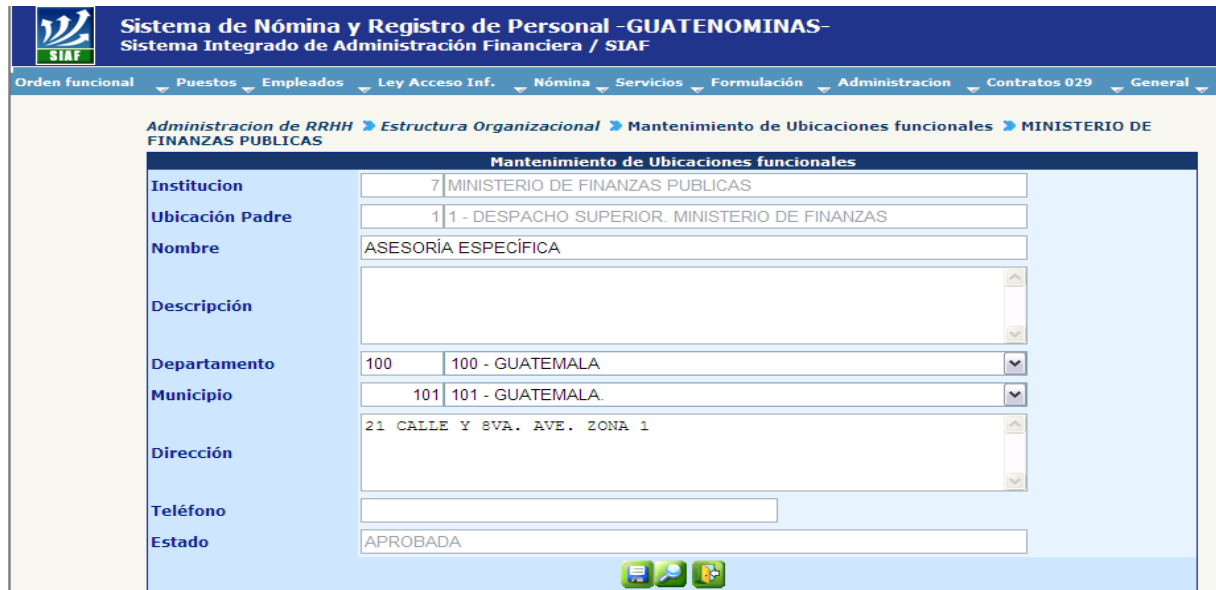 Sistema de Nómina y Registro de Personal -GUATENOMINAS-
Sistema Integrado de Administración Financiera / SIAF
SIAF
Orden funcional Puestos Empleados Ley Acceso Inf. Nómina Servicios Formulación Administracion Contratos 029 General
Administracion de RRHH Estructura Organizacional Mantenimiento de Ubicaciones funcionales MINISTERIO DE
FINANZAS PUBLICAS
Mantenimiento de Ubicaciones funcionales
Institucion 7 MINISTERIO DE FINANZAS PUBLICAS
Ubicación Padre 1 1 - DESPACHO SUPERIOR. MINISTERIO DE FINANZAS
Nombre ASESORÍA ESPECÍFICA
Descripción
Departamento 100 100 - GUATEMALA
Municipio 101 101 - GUATEMALA.
21 CALLE Y 8VA. AVE. ZONA 1
Dirección
Teléfono
Estado APROBADA